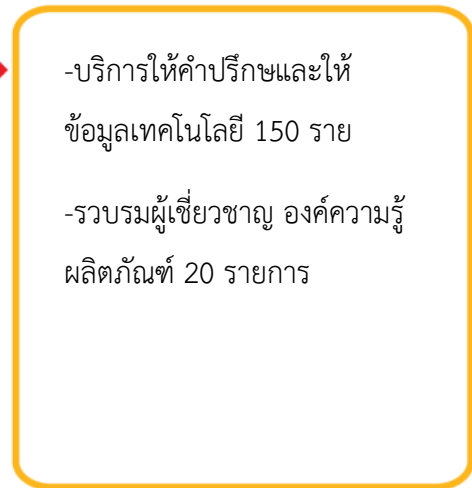 -บริการให้คำปรึกษและให้
ข้อมูลเทคโนโลยี 150 ราย
-รวบรมผู้เชี่ยวชาญ องค์ความรู้
ผลิตภัณฑ์ 20 รายการ